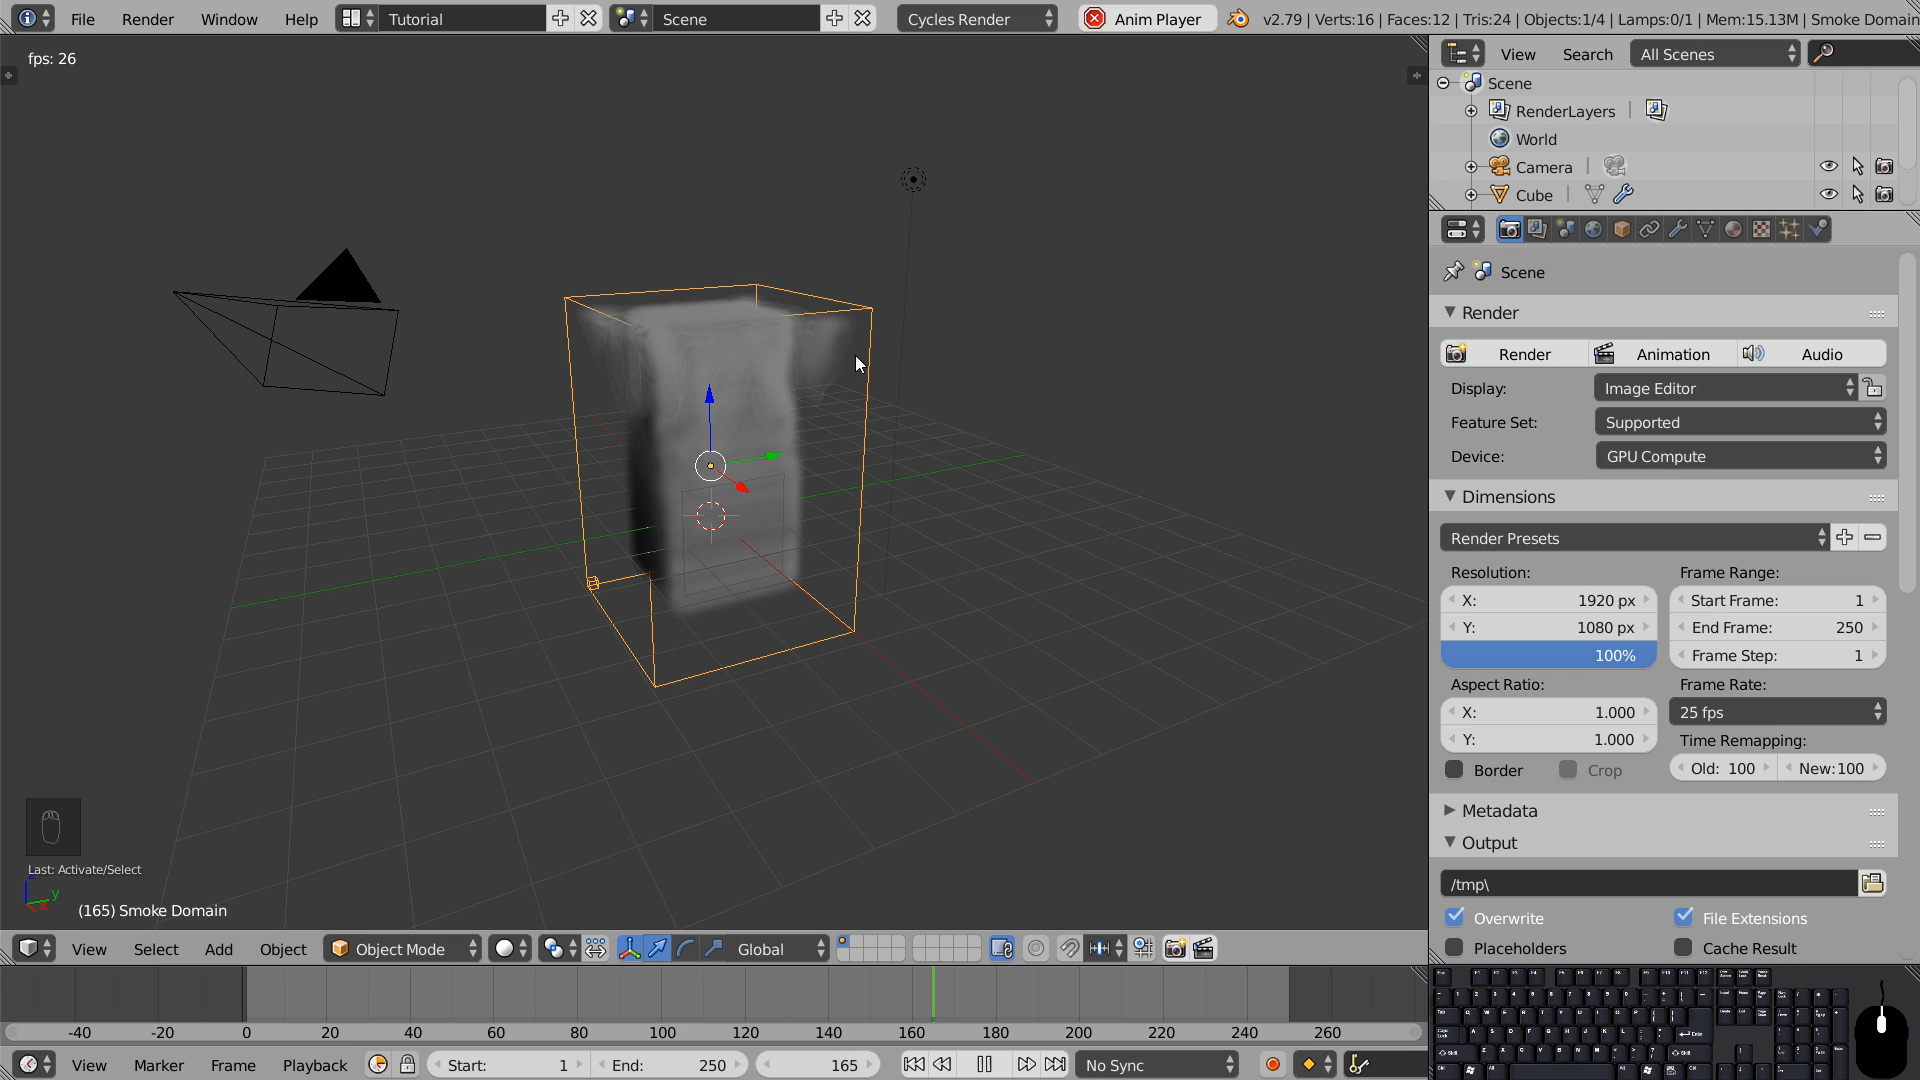 File Render Window Help Tutorial Scene Cycles Render Anim Player v2.79 | Verts:16 | Faces:12 | Tris:24 | Objects:1/4 | Lamps:0/1 | Mem:15.13M | Smoke Domain
fps: 26
View Search All Scenes
Scene
RenderLayers
World
Camera
Cube
Scene
Render
Render Animation Audio
Display: Image Editor
Feature Set: Supported
Device: GPU Compute
Dimensions
Render Presets
Resolution: Frame Range:
X: 1920 px Start Frame: 1
Y: 1080 px End Frame: 250
100% Frame Step: 1
Aspect Ratio: Frame Rate:
X: 1.000 25 fps
Y: 1.000 Time Remapping:
Border Crop Old: 100 New:100
Metadata
Output
/tmp\
Overwrite File Extensions
Placeholders Cache Result
Last: Activate/Select
y
(165) Smoke Domain
View Select Add Object Object Mode Global
-40 -20 0 20 40 60 80 100 120 140 160 180 200 220 240 260
View Marker Frame Playback Start: 1 End: 250 165 No Sync